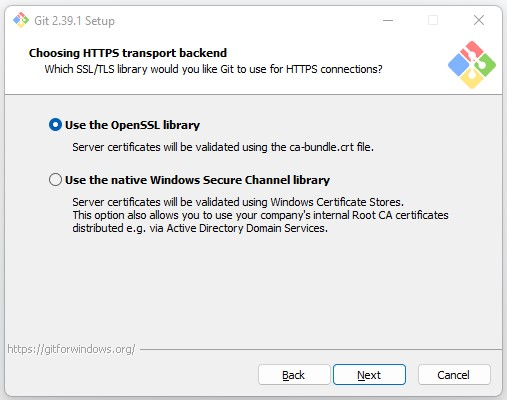 Git 2.39.1 Setup
Choosing HTTPS transport backend
Which SSL/TLS library would you like Git to use for HTTPS connections?
Use the OpenSSL library
Server certificates will be validated using the ca-bundle.crt file.
Use the native Windows Secure Channel library
Server certificates will be validated using Windows Certificate Stores.
This option also allows you to use your company's internal Root CA certificates
distributed e.g. via Active Directory Domain Services.
https://gitforwindows.org/
Back Next Cancel